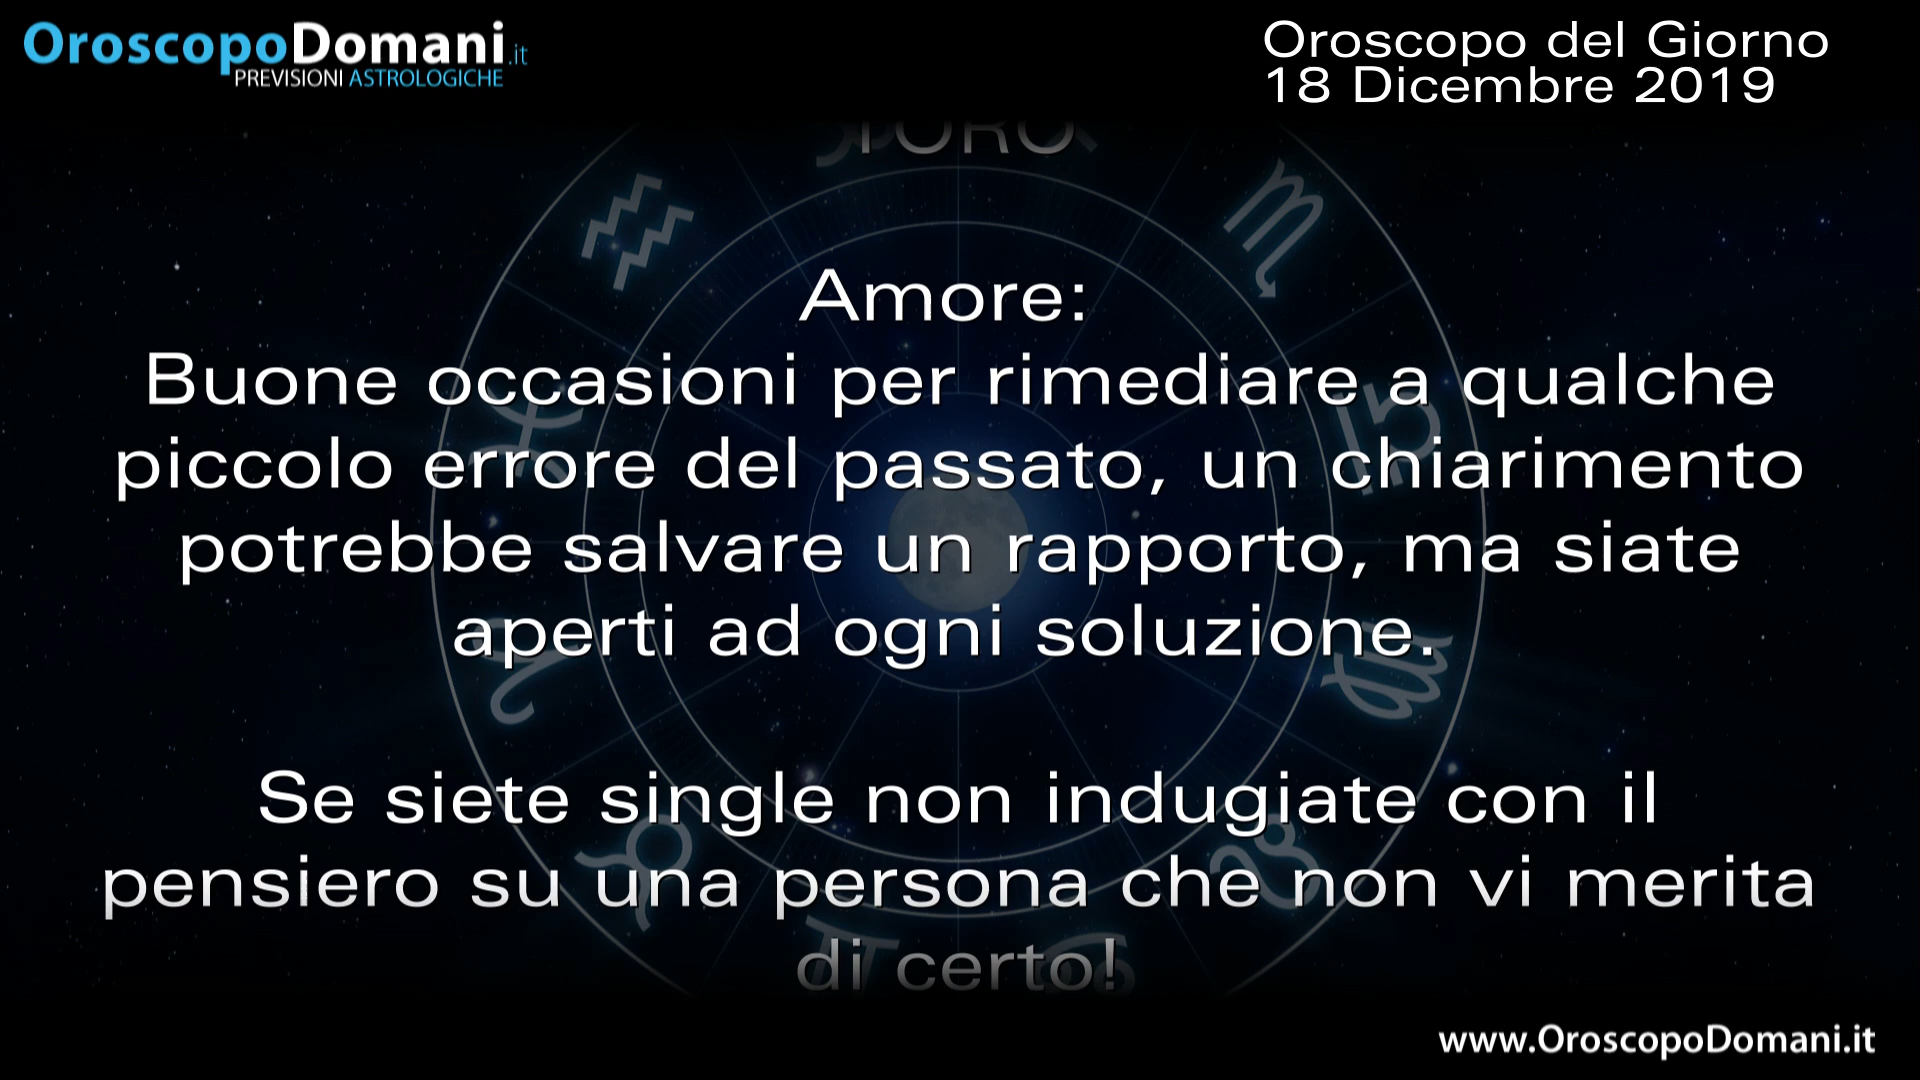 OroscopoDomani.it
PREVISIONI ASTROLOGICHE
Oroscopo del Giorno
18 Dicembre 2019
TORO
Amore:
Buone occasioni per rimediare a qualche
piccolo errore del passato, un chiarimento
potrebbe salvare un rapporto, ma siate
aperti ad ogni soluzione.
Se siete single non indugiate con il
pensiero su una persona che non vi merita
di certo!
www.OroscopoDomani.it